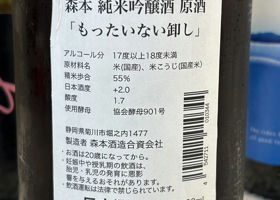 森本 純米吟醸酒 原酒
「もったいない卸し」
アルコール分 17度以上18度未満
原材料名 米(国産)、米こうじ(国産米)
精米歩合 55%
日本酒度 +2.0
酸度 1.7
使用酵母 協会酵母901号
静岡県菊川市堀之内1477
製造者 森本酒造合資会社
・お酒は20歳になってから。
・妊娠中や授乳期の飲酒は、
胎児・乳児の発育に悪影
響を与えるおそれがあります。
・飲酒運転は法律で禁じられています。